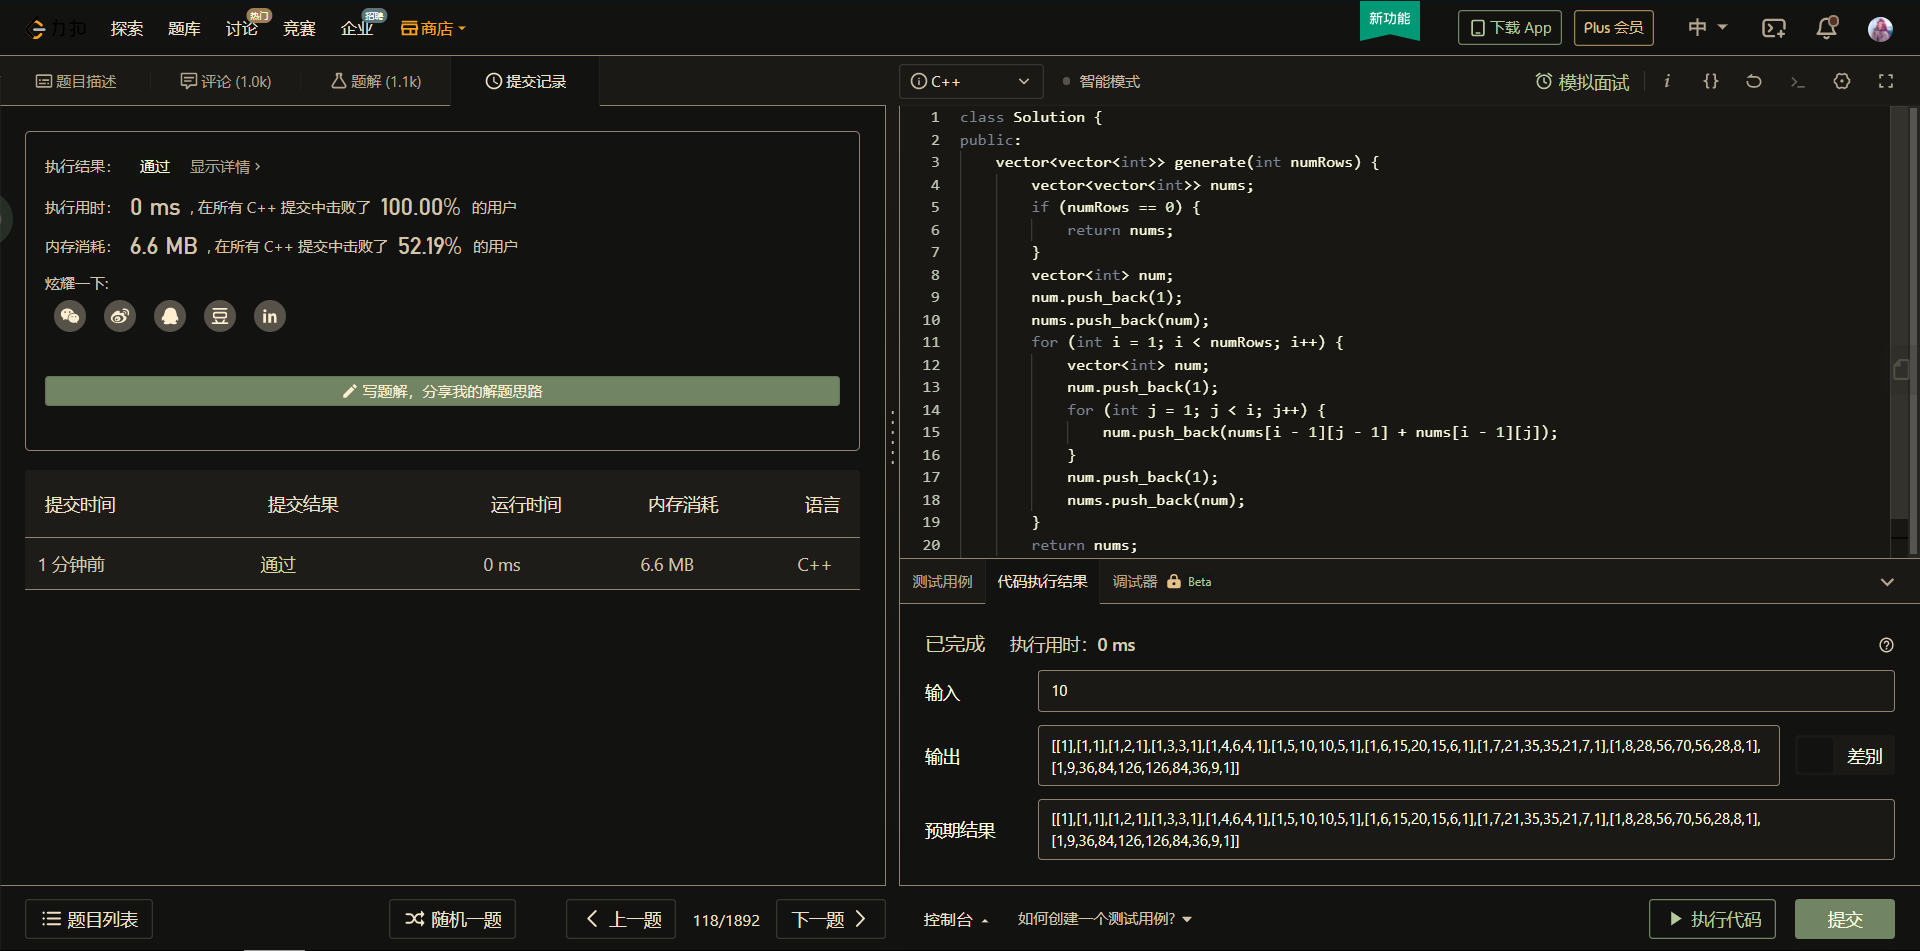 力扣 探索 题库 讨论 热门 竞赛 企业 招聘 商店
新功能 下载 App Plus 会员 中
题目描述 评论 (1.0k) 题解 (1.1k) 提交记录
执行结果： 通过 显示详情 >
执行用时： 0 ms , 在所有 C++ 提交中击败了 100.00% 的用户
内存消耗： 6.6 MB , 在所有 C++ 提交中击败了 52.19% 的用户
炫耀一下:
豆 in
写题解，分享我的解题思路
提交时间 提交结果 运行时间 内存消耗 语言
1 分钟前 通过 0 ms 6.6 MB C++
题目列表 随机一题 上一题 118/1892 下一题
C++ 智能模式 模拟面试 i {}
1 class Solution {
2 public:
3 vector<vector<int>> generate(int numRows) {
4 vector<vector<int>> nums;
5 if (numRows == 0) {
6 return nums;
7 }
8 vector<int> num;
9 num.push_back(1);
10 nums.push_back(num);
11 for (int i = 1; i < numRows; i++) {
12 vector<int> num;
13 num.push_back(1);
14 for (int j = 1; j < i; j++) {
15 num.push_back(nums[i - 1][j - 1] + nums[i - 1][j]);
16 }
17 num.push_back(1);
18 nums.push_back(num);
19 }
20 return nums;
测试用例 代码执行结果 调试器 Beta
已完成 执行用时：0 ms
输入 10
输出 [[1],[1,1],[1,2,1],[1,3,3,1],[1,4,6,4,1],[1,5,10,10,5,1],[1,6,15,20,15,6,1],[1,7,21,35,35,21,7,1],[1,8,28,56,70,56,28,8,1],
[1,9,36,84,126,126,84,36,9,1]]
差别
预期结果 [[1],[1,1],[1,2,1],[1,3,3,1],[1,4,6,4,1],[1,5,10,10,5,1],[1,6,15,20,15,6,1],[1,7,21,35,35,21,7,1],[1,8,28,56,70,56,28,8,1],
[1,9,36,84,126,126,84,36,9,1]]
控制台 如何创建一个测试用例? 执行代码 提交